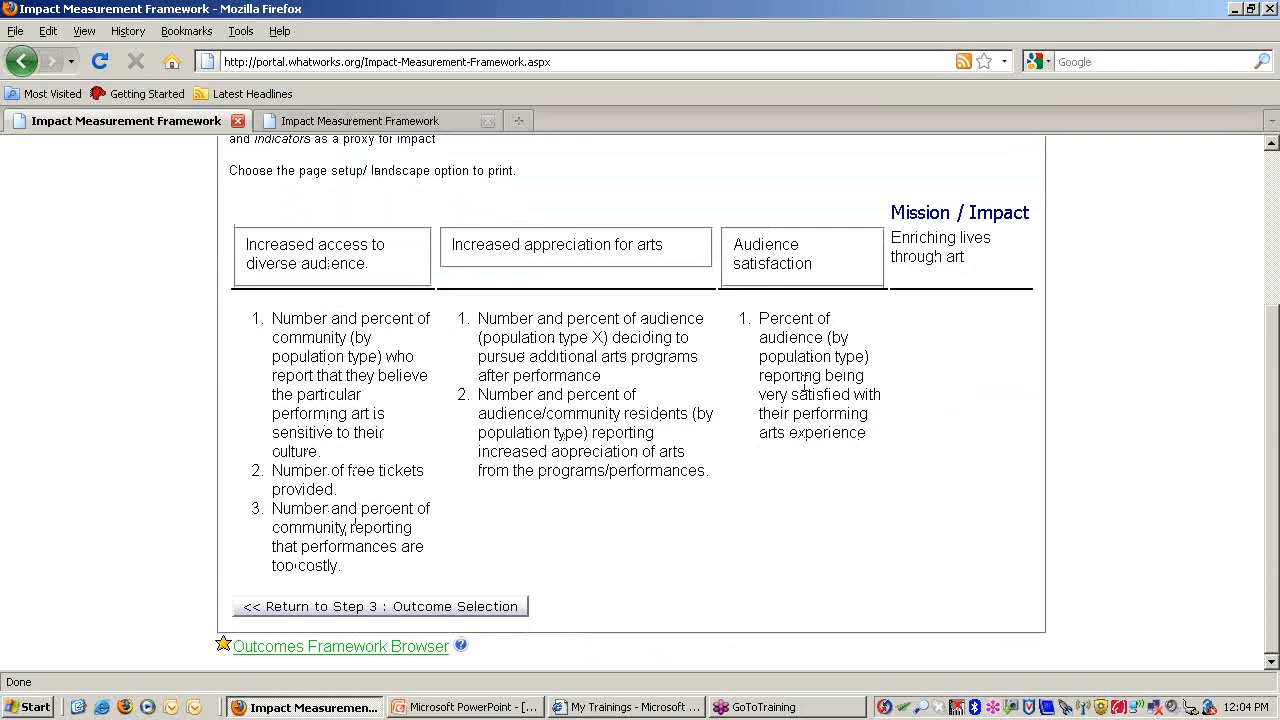 Impact Measurement Framework - Mozilla Firefox
File Edit View History Bookmarks Tools Help
http://portal.whatworks.org/Impact-Measurement-Framework.aspx
Google
Most Visited Getting Started Latest Headlines
Impact Measurement Framework
Impact Measurement Framework
and indicators as a proxy for impact
Choose the page setup/ landscape option to print.
Mission / Impact
Increased access to
diverse audience.
Increased appreciation for arts
Audience
satisfaction
Enriching lives
through art
1. Number and percent of
community (by
population type) who
report that they believe
the particular
performing art is
sensitive to their
culture.
2. Number of free tickets
provided.
3. Number and percent of
community reporting
that performances are
too costly.
1. Number and percent of audience
(population type X) deciding to
pursue additional arts programs
after performance
2. Number and percent of
audience/community residents (by
population type) reporting
increased appreciation of arts
from the programs/performances.
1. Percent of
audience (by
population type)
reporting being
very satisfied with
their performing
arts experience
<< Return to Step 3 : Outcome Selection
Outcomes Framework Browser
Done
Start
Impact Measuremen...
Microsoft PowerPoint - [...
My Trainings - Microsoft ...
GoToTraining
12:04 PM